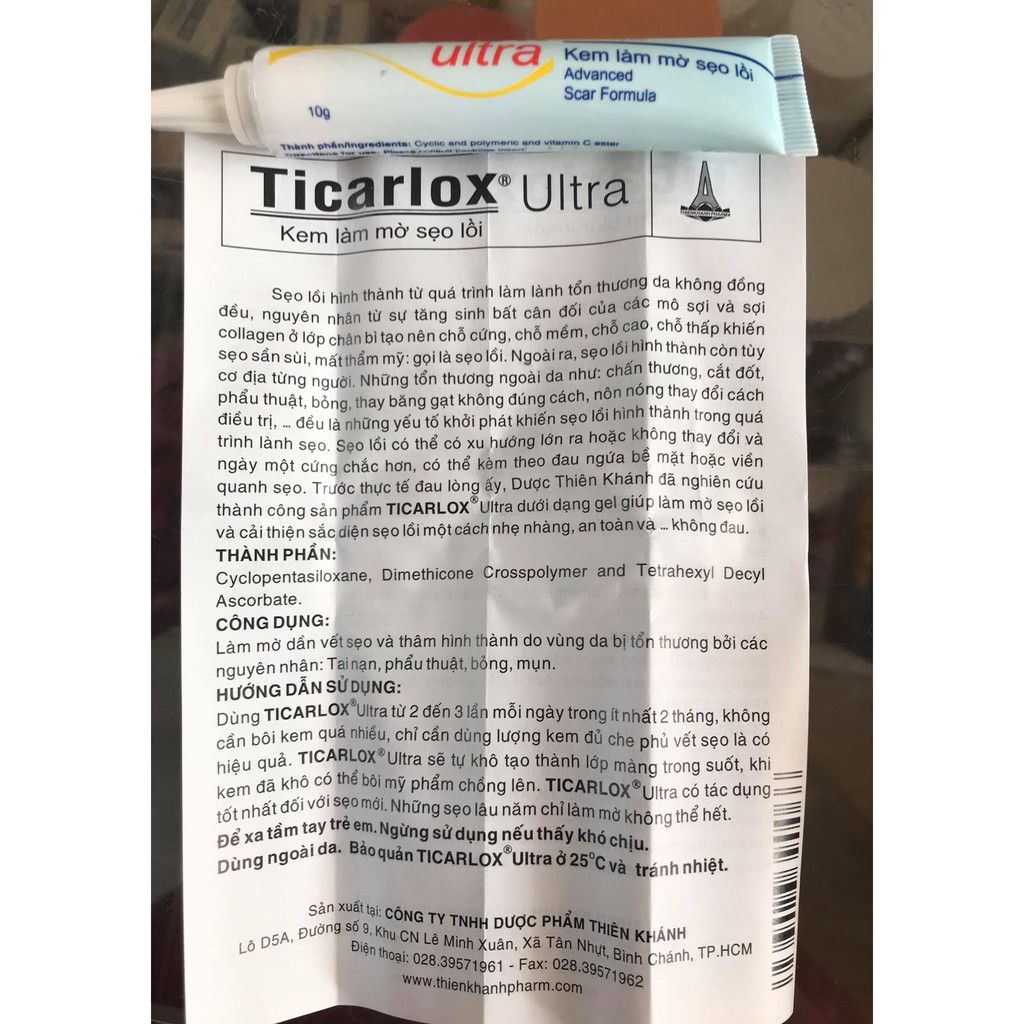 ultra
Kem làm mờ sẹo lồi
Advanced
Scar Formula
10g
Thành phần/Ingredients: Cyclic and polymeric and vitamin C ester
Directions for use: Please consult package insert
Ticarlox® Ultra
Kem làm mờ sẹo lồi
THIENKHANH PHARMA
Sẹo lồi hình thành từ quá trình làm lành tổn thương da không đồng
đều, nguyên nhân từ sự tăng sinh bất cân đối của các mô sợi và sợi
collagen ở lớp chân bì tạo nên chỗ cứng, chỗ mềm, chỗ cao, chỗ thấp khiến
sẹo sần sùi, mất thẩm mỹ: gọi là sẹo lồi. Ngoài ra, sẹo lồi hình thành còn tùy
cơ địa từng người. Những tổn thương ngoài da như: chấn thương, cắt đốt,
phẩu thuật, bỏng, thay băng gạt không đúng cách, nôn nóng thay đổi cách
điều trị, ... đều là những yếu tố khởi phát khiến sẹo lồi hình thành trong quá
trình lành sẹo. Sẹo lồi có thể có xu hướng lớn ra hoặc không thay đổi và
ngày một cứng chắc hơn, có thể kèm theo đau ngứa bề mặt hoặc viền
quanh sẹo. Trước thực tế đau lòng ấy, Dược Thiên Khánh đã nghiên cứu
thành công sản phẩm TICARLOX® Ultra dưới dạng gel giúp làm mờ sẹo lồi
và cải thiện sắc diện sẹo lồi một cách nhẹ nhàng, an toàn và ... không đau.
THÀNH PHẦN:
Cyclopentasiloxane, Dimethicone Crosspolymer and Tetrahexyl Decyl
Ascorbate.
CÔNG DỤNG:
Làm mờ dần vết sẹo và thâm hình thành do vùng da bị tổn thương bởi các
nguyên nhân: Tai nạn, phẩu thuật, bỏng, mụn.
HƯỚNG DẪN SỬ DỤNG:
Dùng TICARLOX® Ultra từ 2 đến 3 lần mỗi ngày trong ít nhất 2 tháng, không
cần bôi kem quá nhiều, chỉ cần dùng lượng kem đủ che phủ vết sẹo là có
hiệu quả. TICARLOX® Ultra sẽ tự khô tạo thành lớp màng trong suốt, khi
kem đã khô có thể bôi mỹ phẩm chồng lên. TICARLOX® Ultra có tác dụng
tốt nhất đối với sẹo mới. Những sẹo lâu năm chỉ làm mờ không thể hết.
Để xa tầm tay trẻ em. Ngừng sử dụng nếu thấy khó chịu.
Dùng ngoài da. Bảo quản TICARLOX® Ultra ở 25°C và tránh nhiệt.
Sản xuất tại: CÔNG TY TNHH DƯỢC PHẨM THIÊN KHÁNH
Lô D5A, Đường số 9, Khu CN Lê Minh Xuân, Xã Tân Nhựt, Bình Chánh, TP.HCM
Điện thoại: 028.39571961 - Fax: 028.39571962
www.thienkhanhpharm.com